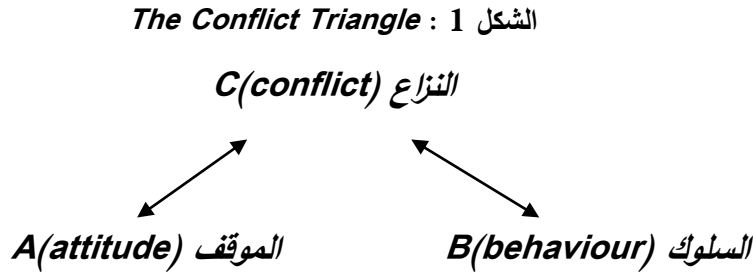 الشكل 1 : The Conflict Triangle
النزاع C(conflict)
الموقف A(attitude)
السلوك B(behaviour)